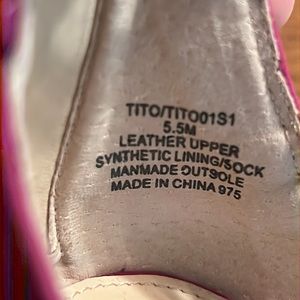 TITO/TITO01S1
5.5M
LEATHER UPPER
SYNTHETIC LINING/SOCK
MANMADE OUTSOLE
MADE IN CHINA 975